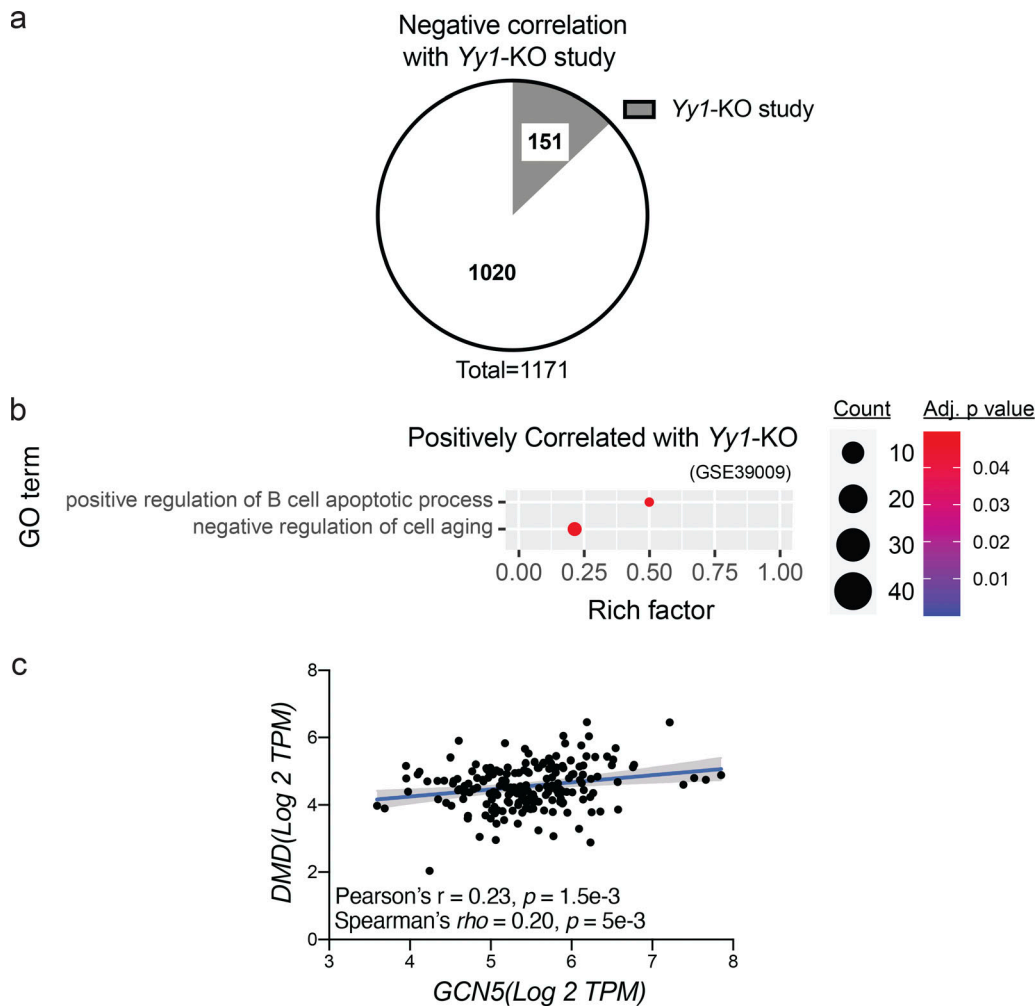 a
Negative correlation
with Yy1-KO study
Yy1-KO study
151
1020
Total=1171
b
Positively Correlated with Yy1-KO
(GSE39009)
GO term
positive regulation of B cell apoptotic process
negative regulation of cell aging
0.00 0.25 0.50 0.75 1.00
Rich factor
Count
10
20
30
40
Adj. p value
0.04
0.03
0.02
0.01
c
DMD(Log 2 TPM)
8
6
4
2
0
Pearson's r = 0.23, p = 1.5e-3
Spearman's rho = 0.20, p = 5e-3
3 4 5 6 7 8
GCN5(Log 2 TPM)